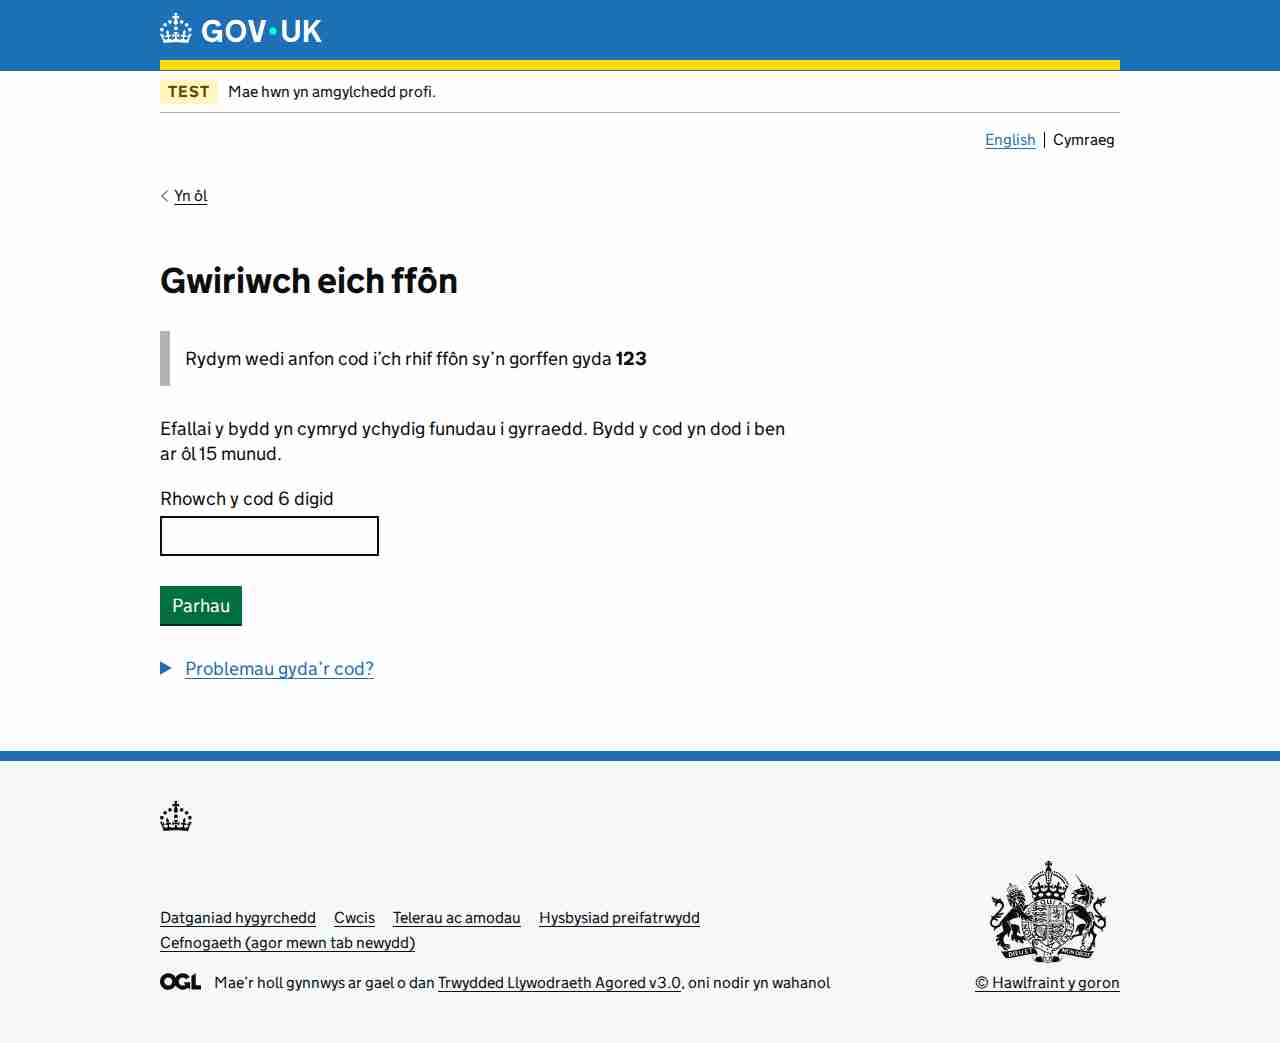 GOV.UK
TEST Mae hwn yn amgylchedd profi.
English | Cymraeg
Yn ôl
Gwiriwch eich ffôn
Rydym wedi anfon cod i’ch rhif ffôn sy’n gorffen gyda 123
Efallai y bydd yn cymryd ychydig funudau i gyrraedd. Bydd y cod yn dod i ben
ar ôl 15 munud.
Rhowch y cod 6 digid
Parhau
Problemau gyda’r cod?
Datganiad hygyrchedd Cwcis Telerau ac amodau Hysbysiad preifatrwydd
Cefnogaeth (agor mewn tab newydd)
OGL Mae’r holl gynnwys ar gael o dan Trwydded Llywodraeth Agored v3.0, oni nodir yn wahanol
© Hawlfraint y goron